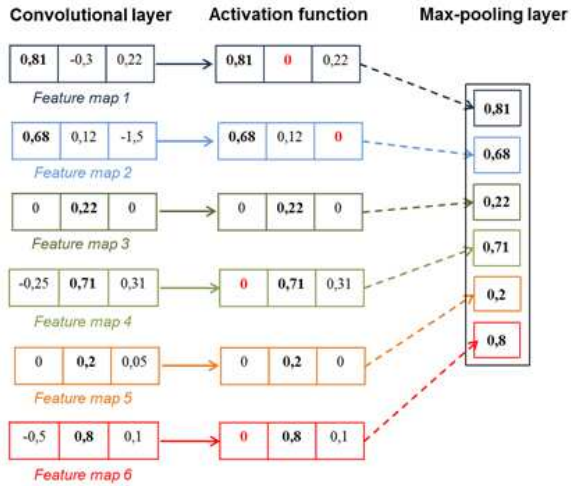 Convolutional layer Activation function Max-pooling layer
0,81 -0,3 0,22 0,81 0 0,22
Feature map 1
0,81
0,68 0,12 -1,5 0,68 0,12 0
0,68
Feature map 2
0 0,22 0 0 0,22 0
0,22
Feature map 3
0,71
-0,25 0,71 0,31 0 0,71 0,31
0,2
Feature map 4
0,8
0 0,2 0,05 0 0,2 0
Feature map 5
-0,5 0,8 0,1 0 0,8 0,1
Feature map 6